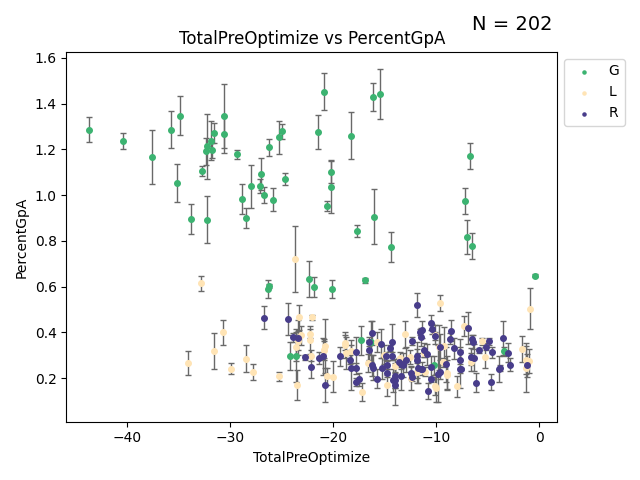 N = 202
TotalPreOptimize vs PercentGpA
1.6
1.4
1.2
1.0
0.8
0.6
0.4
0.2
PercentGpA
−40
−30
−20
−10
0
TotalPreOptimize
G
L
R